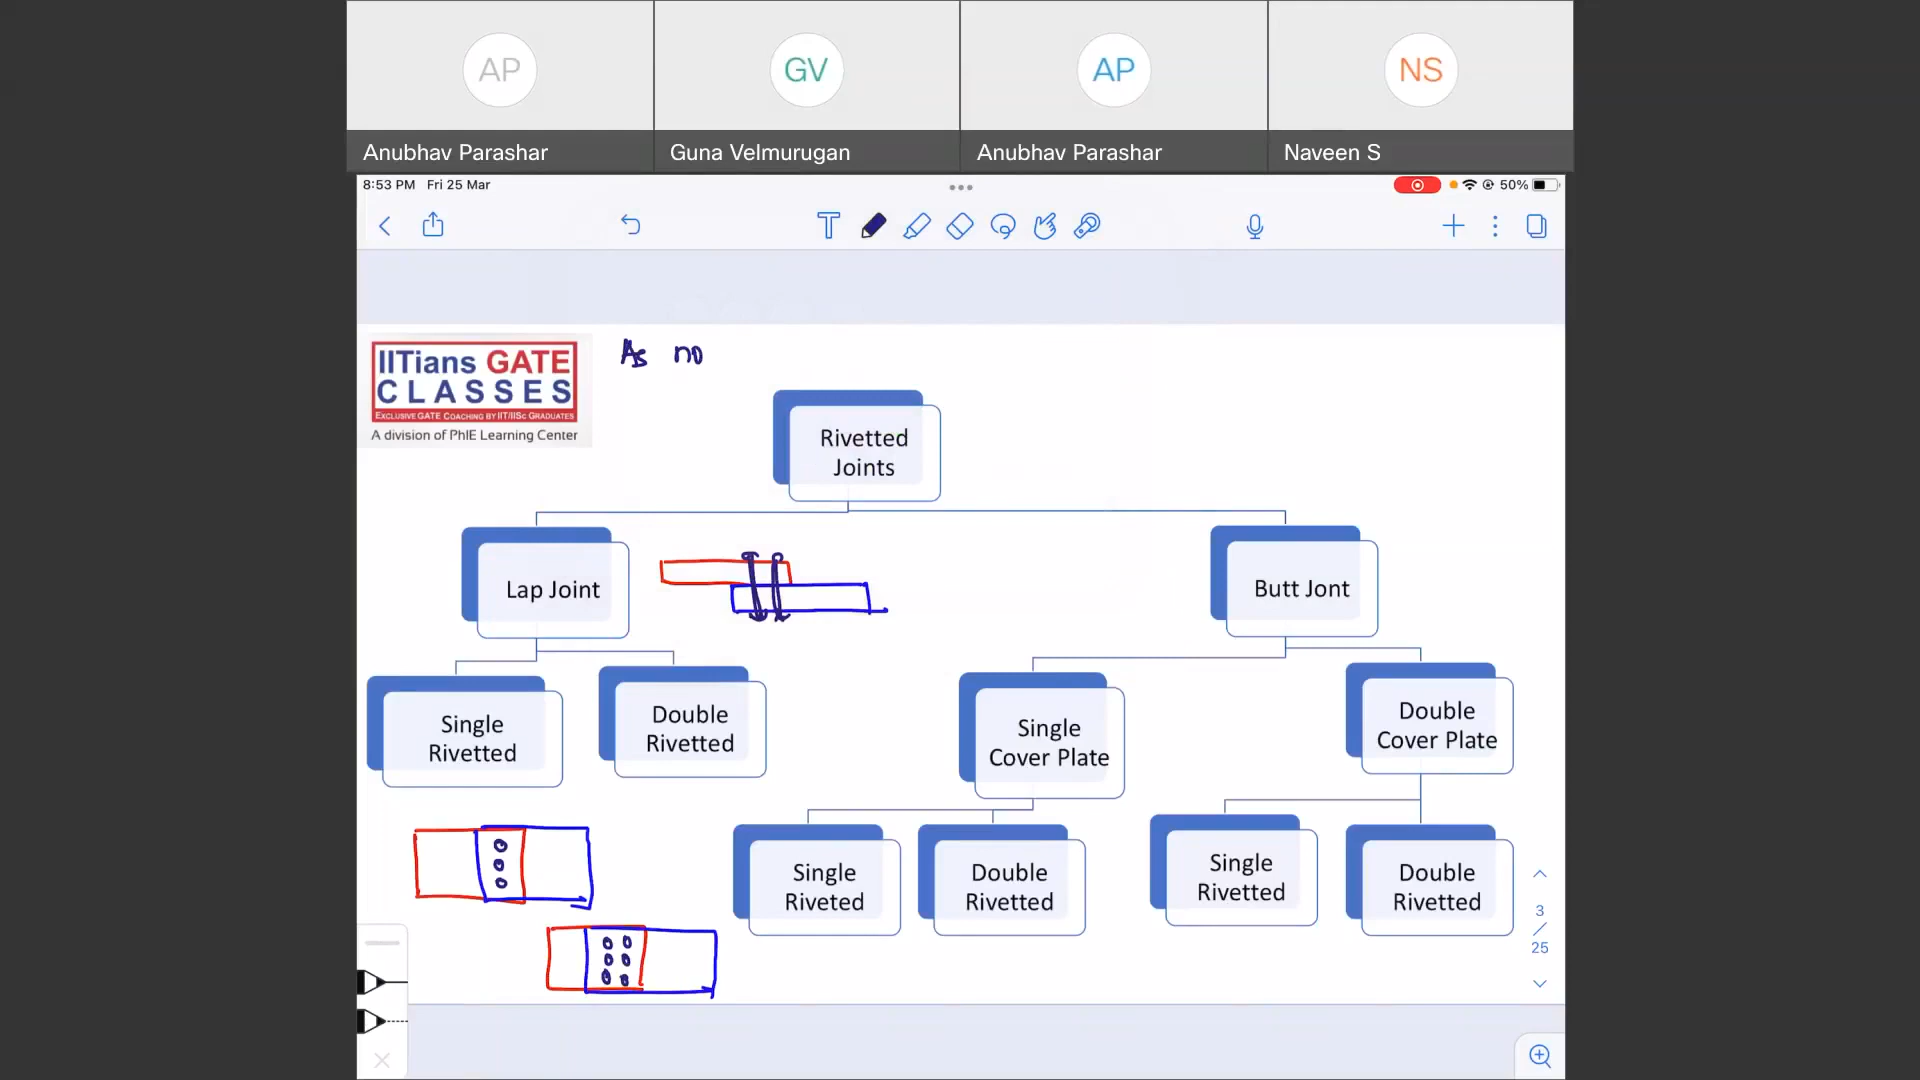 AP
GV
AP
NS
Anubhav Parashar
Guna Velmurugan
Anubhav Parashar
Naveen S
8:53 PM Fri 25 Mar
50%
T
IITians GATE
CLASSES
EXCLUSIVE GATE COACHING BY IIT/IISc GRADUATES
A division of PhIE Learning Center
As no
Rivetted
Joints
Lap Joint
Butt Jont
Single
Rivetted
Double
Rivetted
Single
Cover Plate
Double
Cover Plate
Single
Riveted
Double
Rivetted
Single
Rivetted
Double
Rivetted
3
/
25